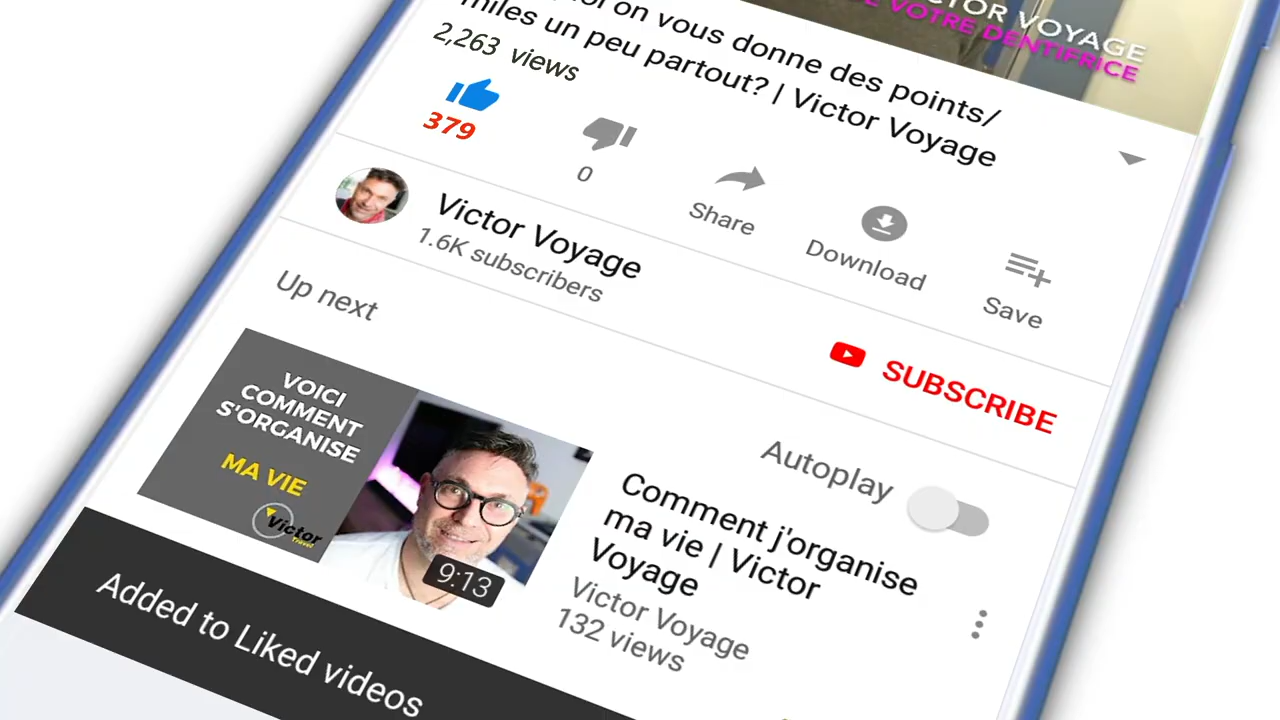 CTOR VOYAGE
DE VOTRE DENTIFRICE
oi on vous donne des points/
miles un peu partout? | Victor Voyage
2,263 views
379
0
Share
Download
Save
Victor Voyage
1.6K subscribers
SUBSCRIBE
Up next
Autoplay
VOICI
COMMENT
S'ORGANISE
MA VIE
Victor
Travel
9:13
Comment j'organise
ma vie | Victor
Voyage
Victor Voyage
132 views
Added to Liked videos